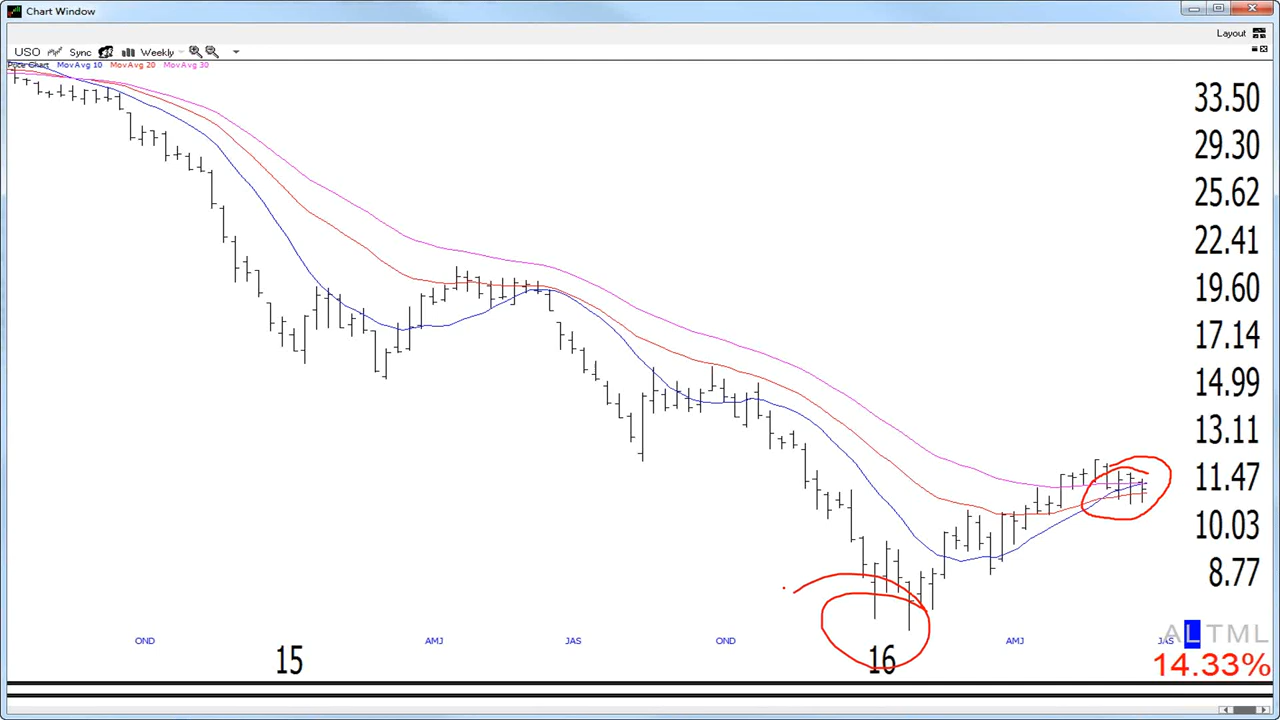 Chart Window
Layout
USO Sync Weekly
Price Chart MovAvg 10 MovAvg 20 MovAvg 30
33.50
29.30
25.62
22.41
19.60
17.14
14.99
13.11
11.47
10.03
8.77
OND AMJ JAS OND AMJ JAS
15 16
ALTML
14.33%